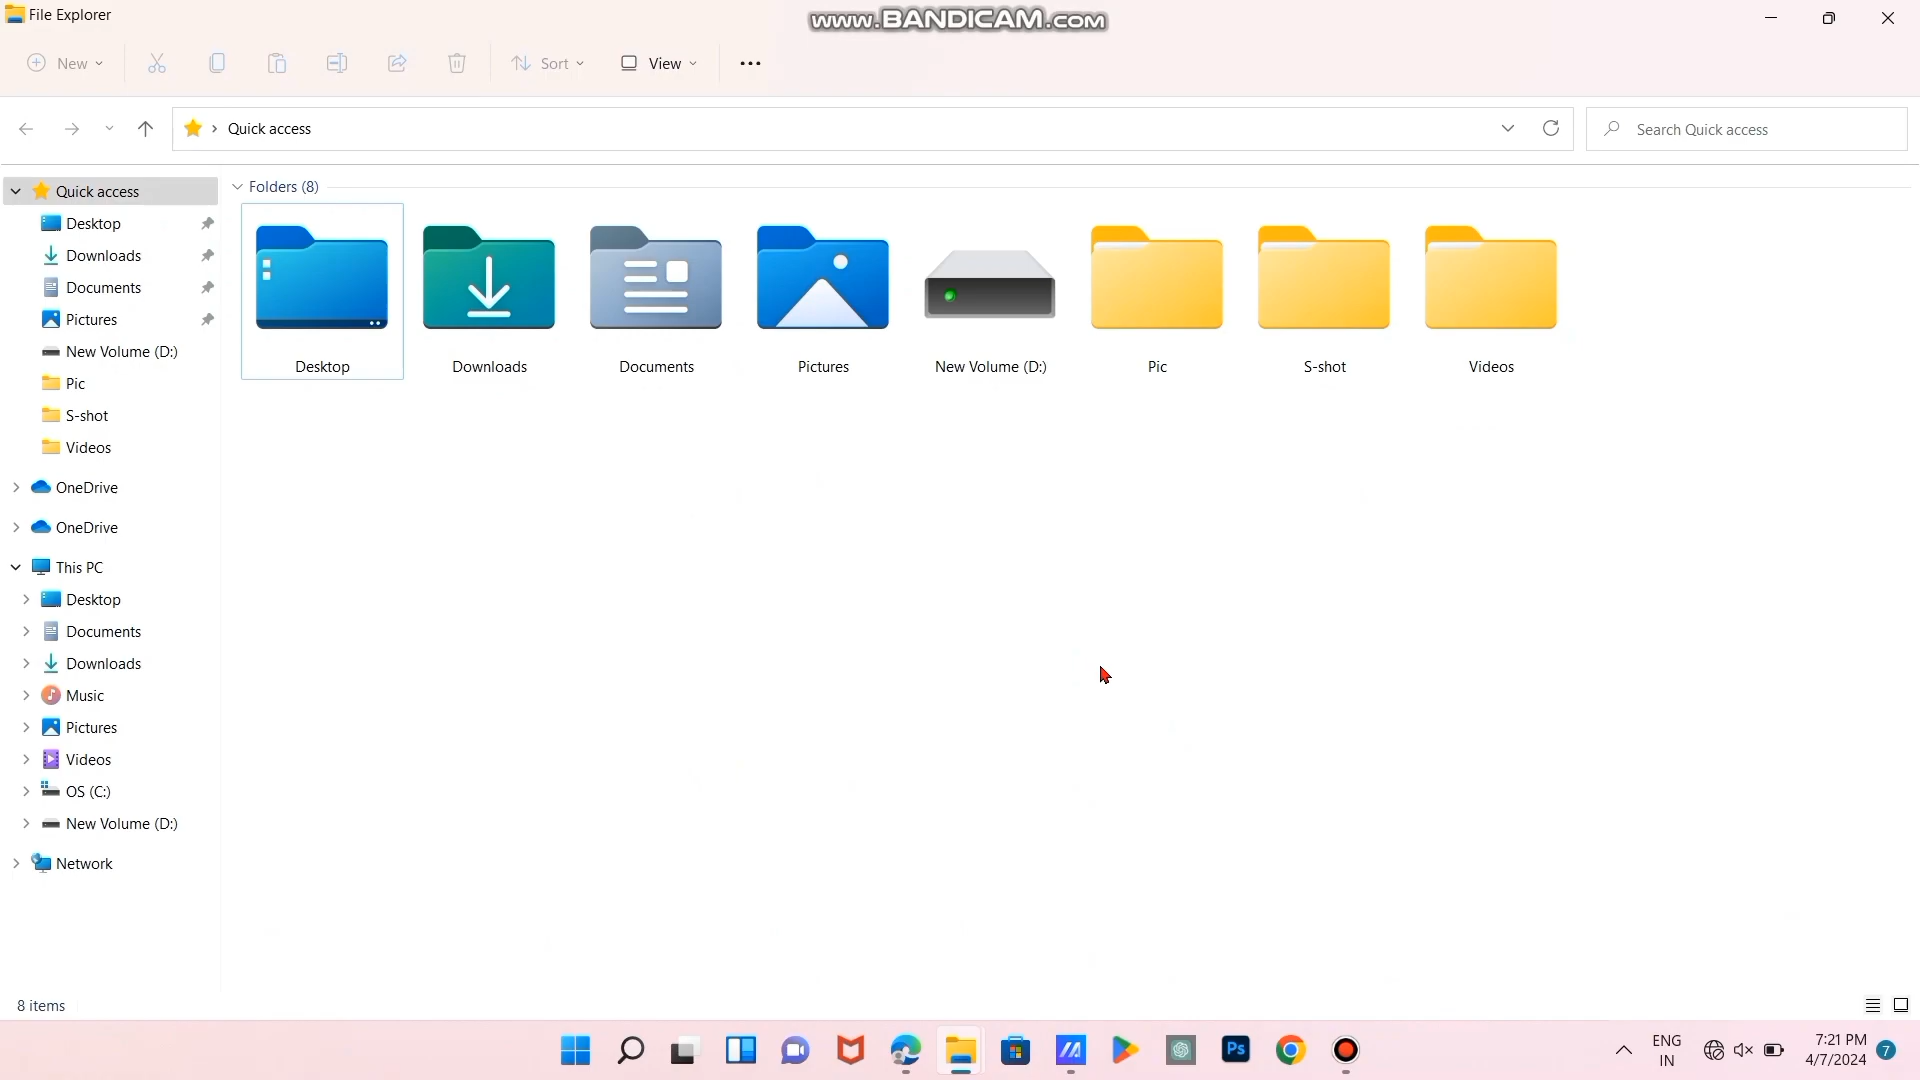 File Explorer
www.BANDICAM.com
New
Sort
View
Quick access
Search Quick access
Quick access
Desktop
Downloads
Documents
Pictures
New Volume (D:)
Pic
S-shot
Videos
OneDrive
OneDrive
This PC
Desktop
Documents
Downloads
Music
Pictures
Videos
OS (C:)
New Volume (D:)
Network
Folders (8)
Desktop
Downloads
Documents
Pictures
New Volume (D:)
Pic
S-shot
Videos
8 items
Ps
ENG
IN
7:21 PM
4/7/2024
7